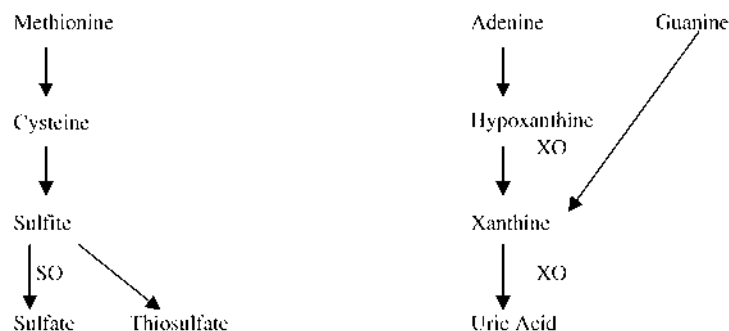 Methionine Adenine Guanine
Cysteine Hypoxanthine
XO
Sulfite Xanthine
SO XO
Sulfate Thiosulfate Uric Acid